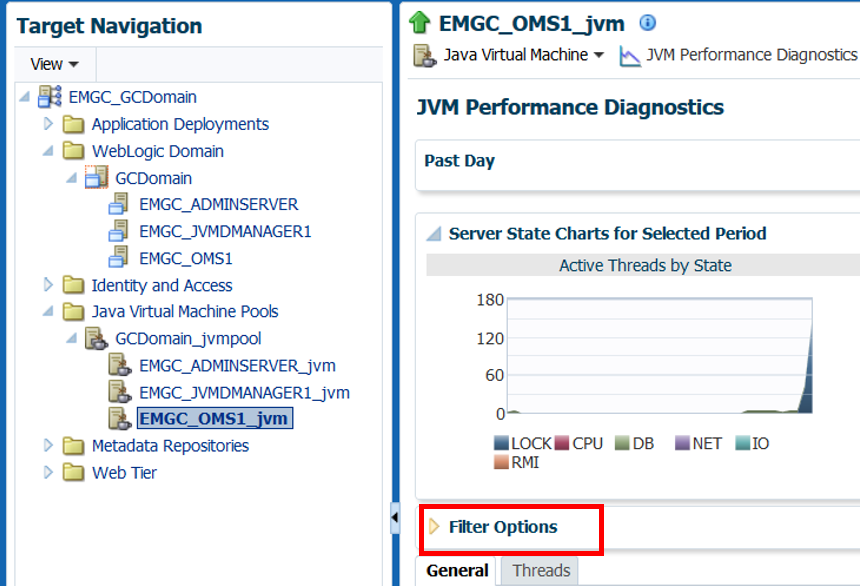 Target Navigation
View
EMGC_GCDomain
Application Deployments
WebLogic Domain
GCDomain
EMGC_ADMINSERVER
EMGC_JVMDMANAGER1
EMGC_OMS1
Identity and Access
Java Virtual Machine Pools
GCDomain_jvmpool
EMGC_ADMINSERVER_jvm
EMGC_JVMDMANAGER1_jvm
EMGC_OMS1_jvm
Metadata Repositories
Web Tier
EMGC_OMS1_jvm
Java Virtual Machine JVM Performance Diagnostics
JVM Performance Diagnostics
Past Day
Server State Charts for Selected Period
Active Threads by State
180
120
60
0
LOCK CPU DB NET IO
RMI
Filter Options
General Threads